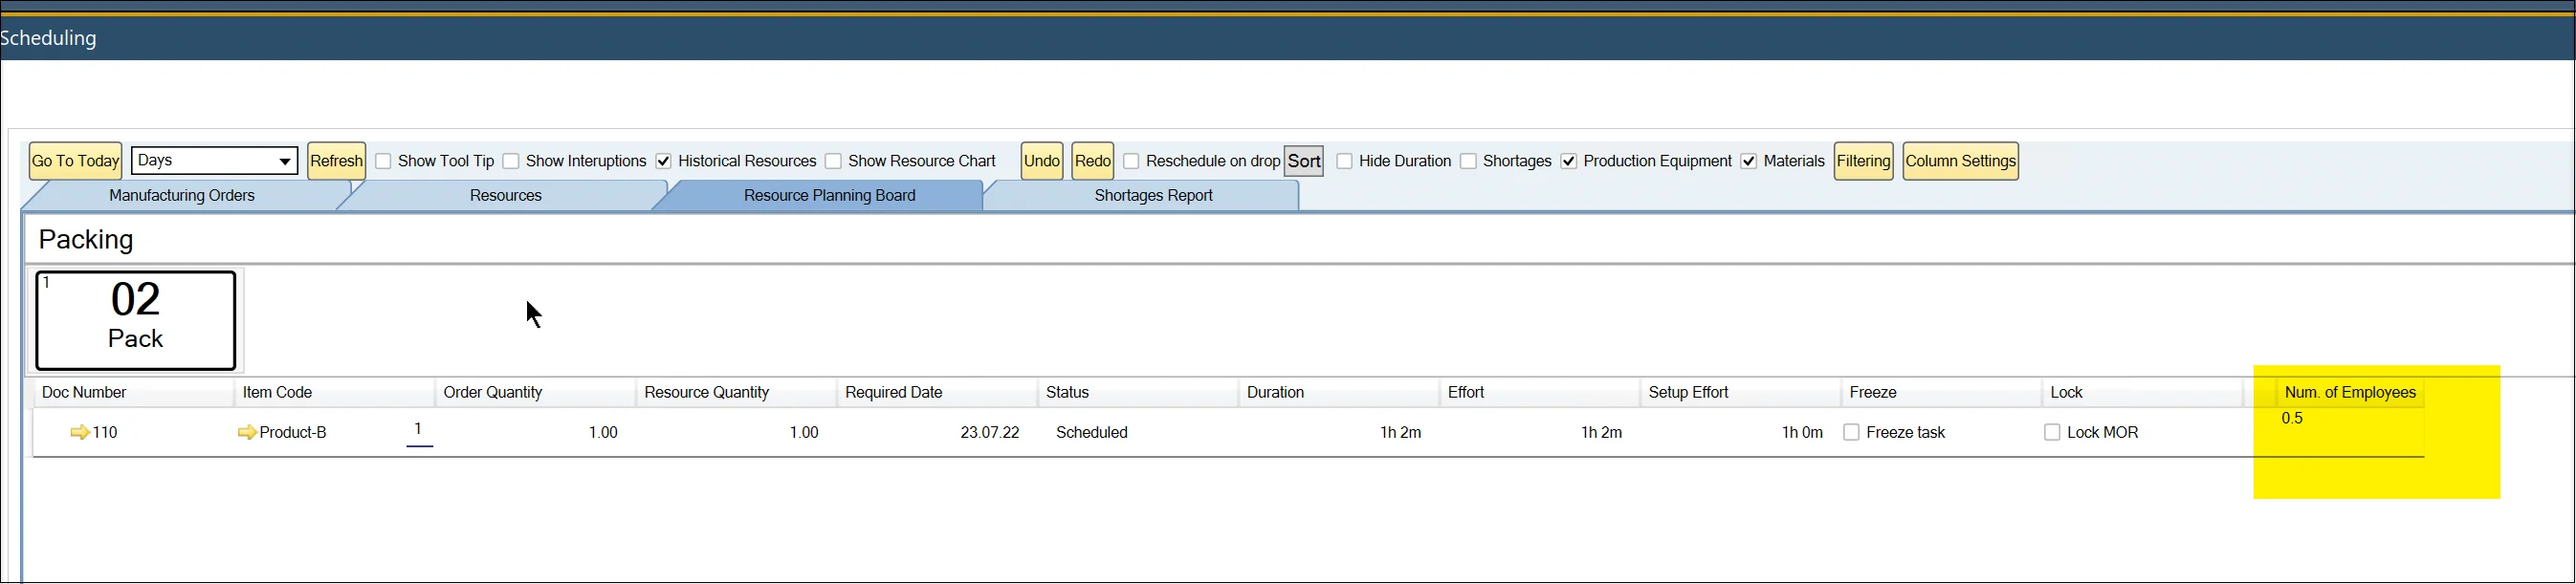 Scheduling
Go To Today Days Refresh Show Tool Tip Show Interuptions Historical Resources Show Resource Chart Undo Redo Reschedule on drop Sort Hide Duration Shortages Production Equipment Materials Filtering Column Settings
Manufacturing Orders Resources Resource Planning Board Shortages Report
Packing
1
02
Pack
Doc Number Item Code Order Quantity Resource Quantity Required Date Status Duration Effort Setup Effort Freeze Lock Num. of Employees
110 Product-B 1 1.00 1.00 23.07.22 Scheduled 1h 2m 1h 2m 1h 0m Freeze task Lock MOR 0.5